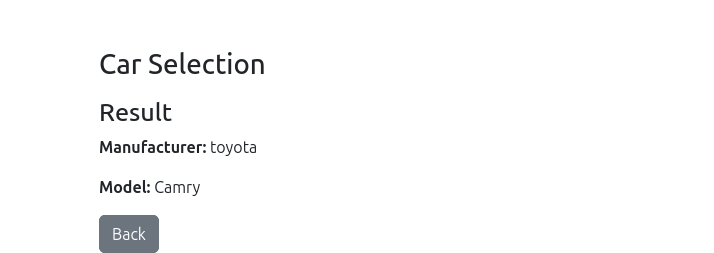 Car Selection
Result
Manufacturer: toyota
Model: Camry
Back